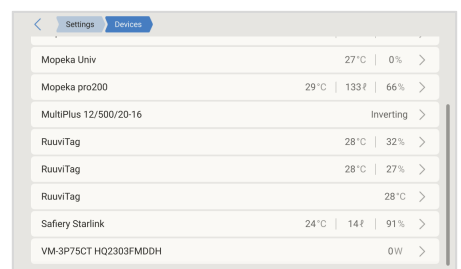 Settings Devices
Mopeka Univ 27°C 0%
Mopeka pro200 29°C 133ℓ 66%
MultiPlus 12/500/20-16 Inverting
RuuviTag 28°C 32%
RuuviTag 28°C 27%
RuuviTag 28°C
Safiery Starlink 24°C 14ℓ 91%
VM-3P75CT HQ2303FMDDH 0W